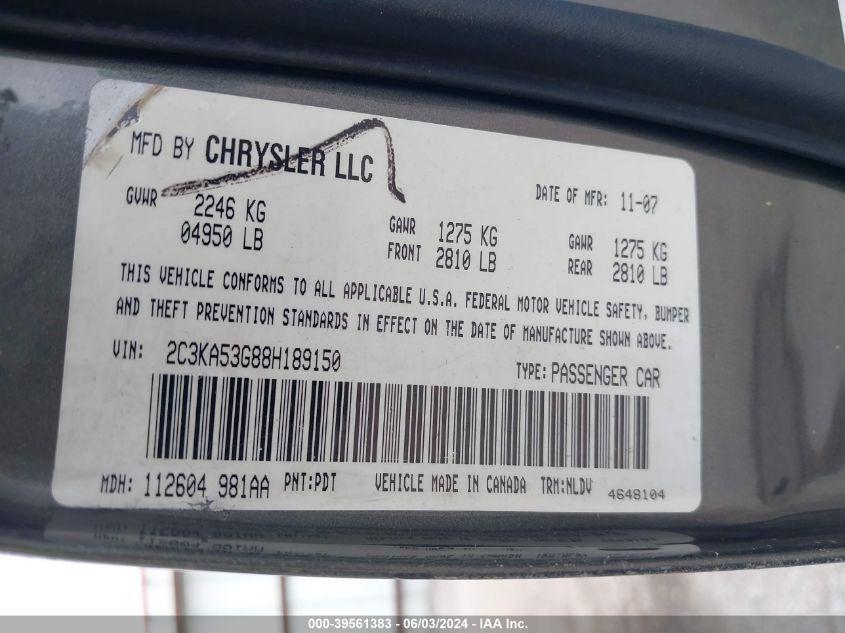 MFD BY CHRYSLER LLC
DATE OF MFR: 11-07
GVWR 2246 KG 04950 LB
GAWR FRONT 1275 KG 2810 LB
GAWR REAR 1275 KG 2810 LB
THIS VEHICLE CONFORMS TO ALL APPLICABLE U.S.A. FEDERAL MOTOR VEHICLE SAFETY, BUMPER
AND THEFT PREVENTION STANDARDS IN EFFECT ON THE DATE OF MANUFACTURE SHOWN ABOVE.
VIN: 2C3KA53G88H189150
TYPE: PASSENGER CAR
MDH: 112604 981AA PNT:PDT VEHICLE MADE IN CANADA TRM:NLDV
4648104
000-39561383 - 06/03/2024 - IAA Inc.